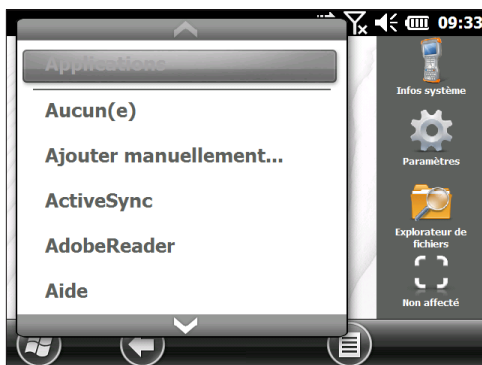 09:33
Applications
Aucun(e)
Ajouter manuellement...
ActiveSync
AdobeReader
Aide
Infos système
Paramètres
Explorateur de
fichiers
Non affecté